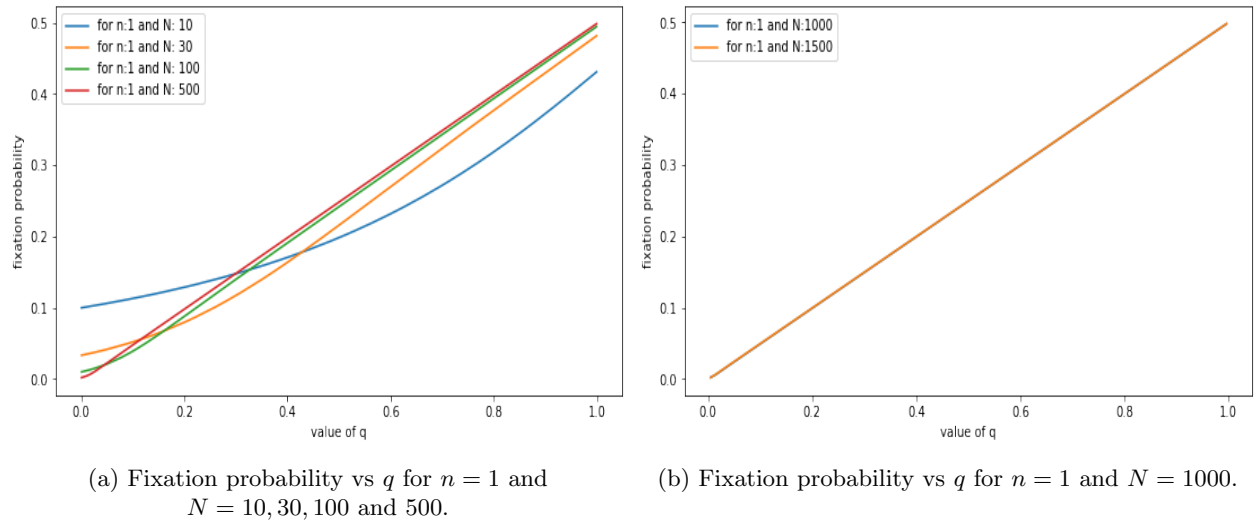 for n:1 and N: 10
for n:1 and N: 30
for n:1 and N: 100
for n:1 and N: 500
0.5
0.4
0.3
0.2
0.1
0.0
fixation probability
0.0 0.2 0.4 0.6 0.8 1.0
value of q
(a) Fixation probability vs q for n = 1 and
N = 10, 30, 100 and 500.
for n:1 and N:1000
for n:1 and N:1500
0.5
0.4
0.3
0.2
0.1
0.0
fixation probability
0.0 0.2 0.4 0.6 0.8 1.0
value of q
(b) Fixation probability vs q for n = 1 and N = 1000.